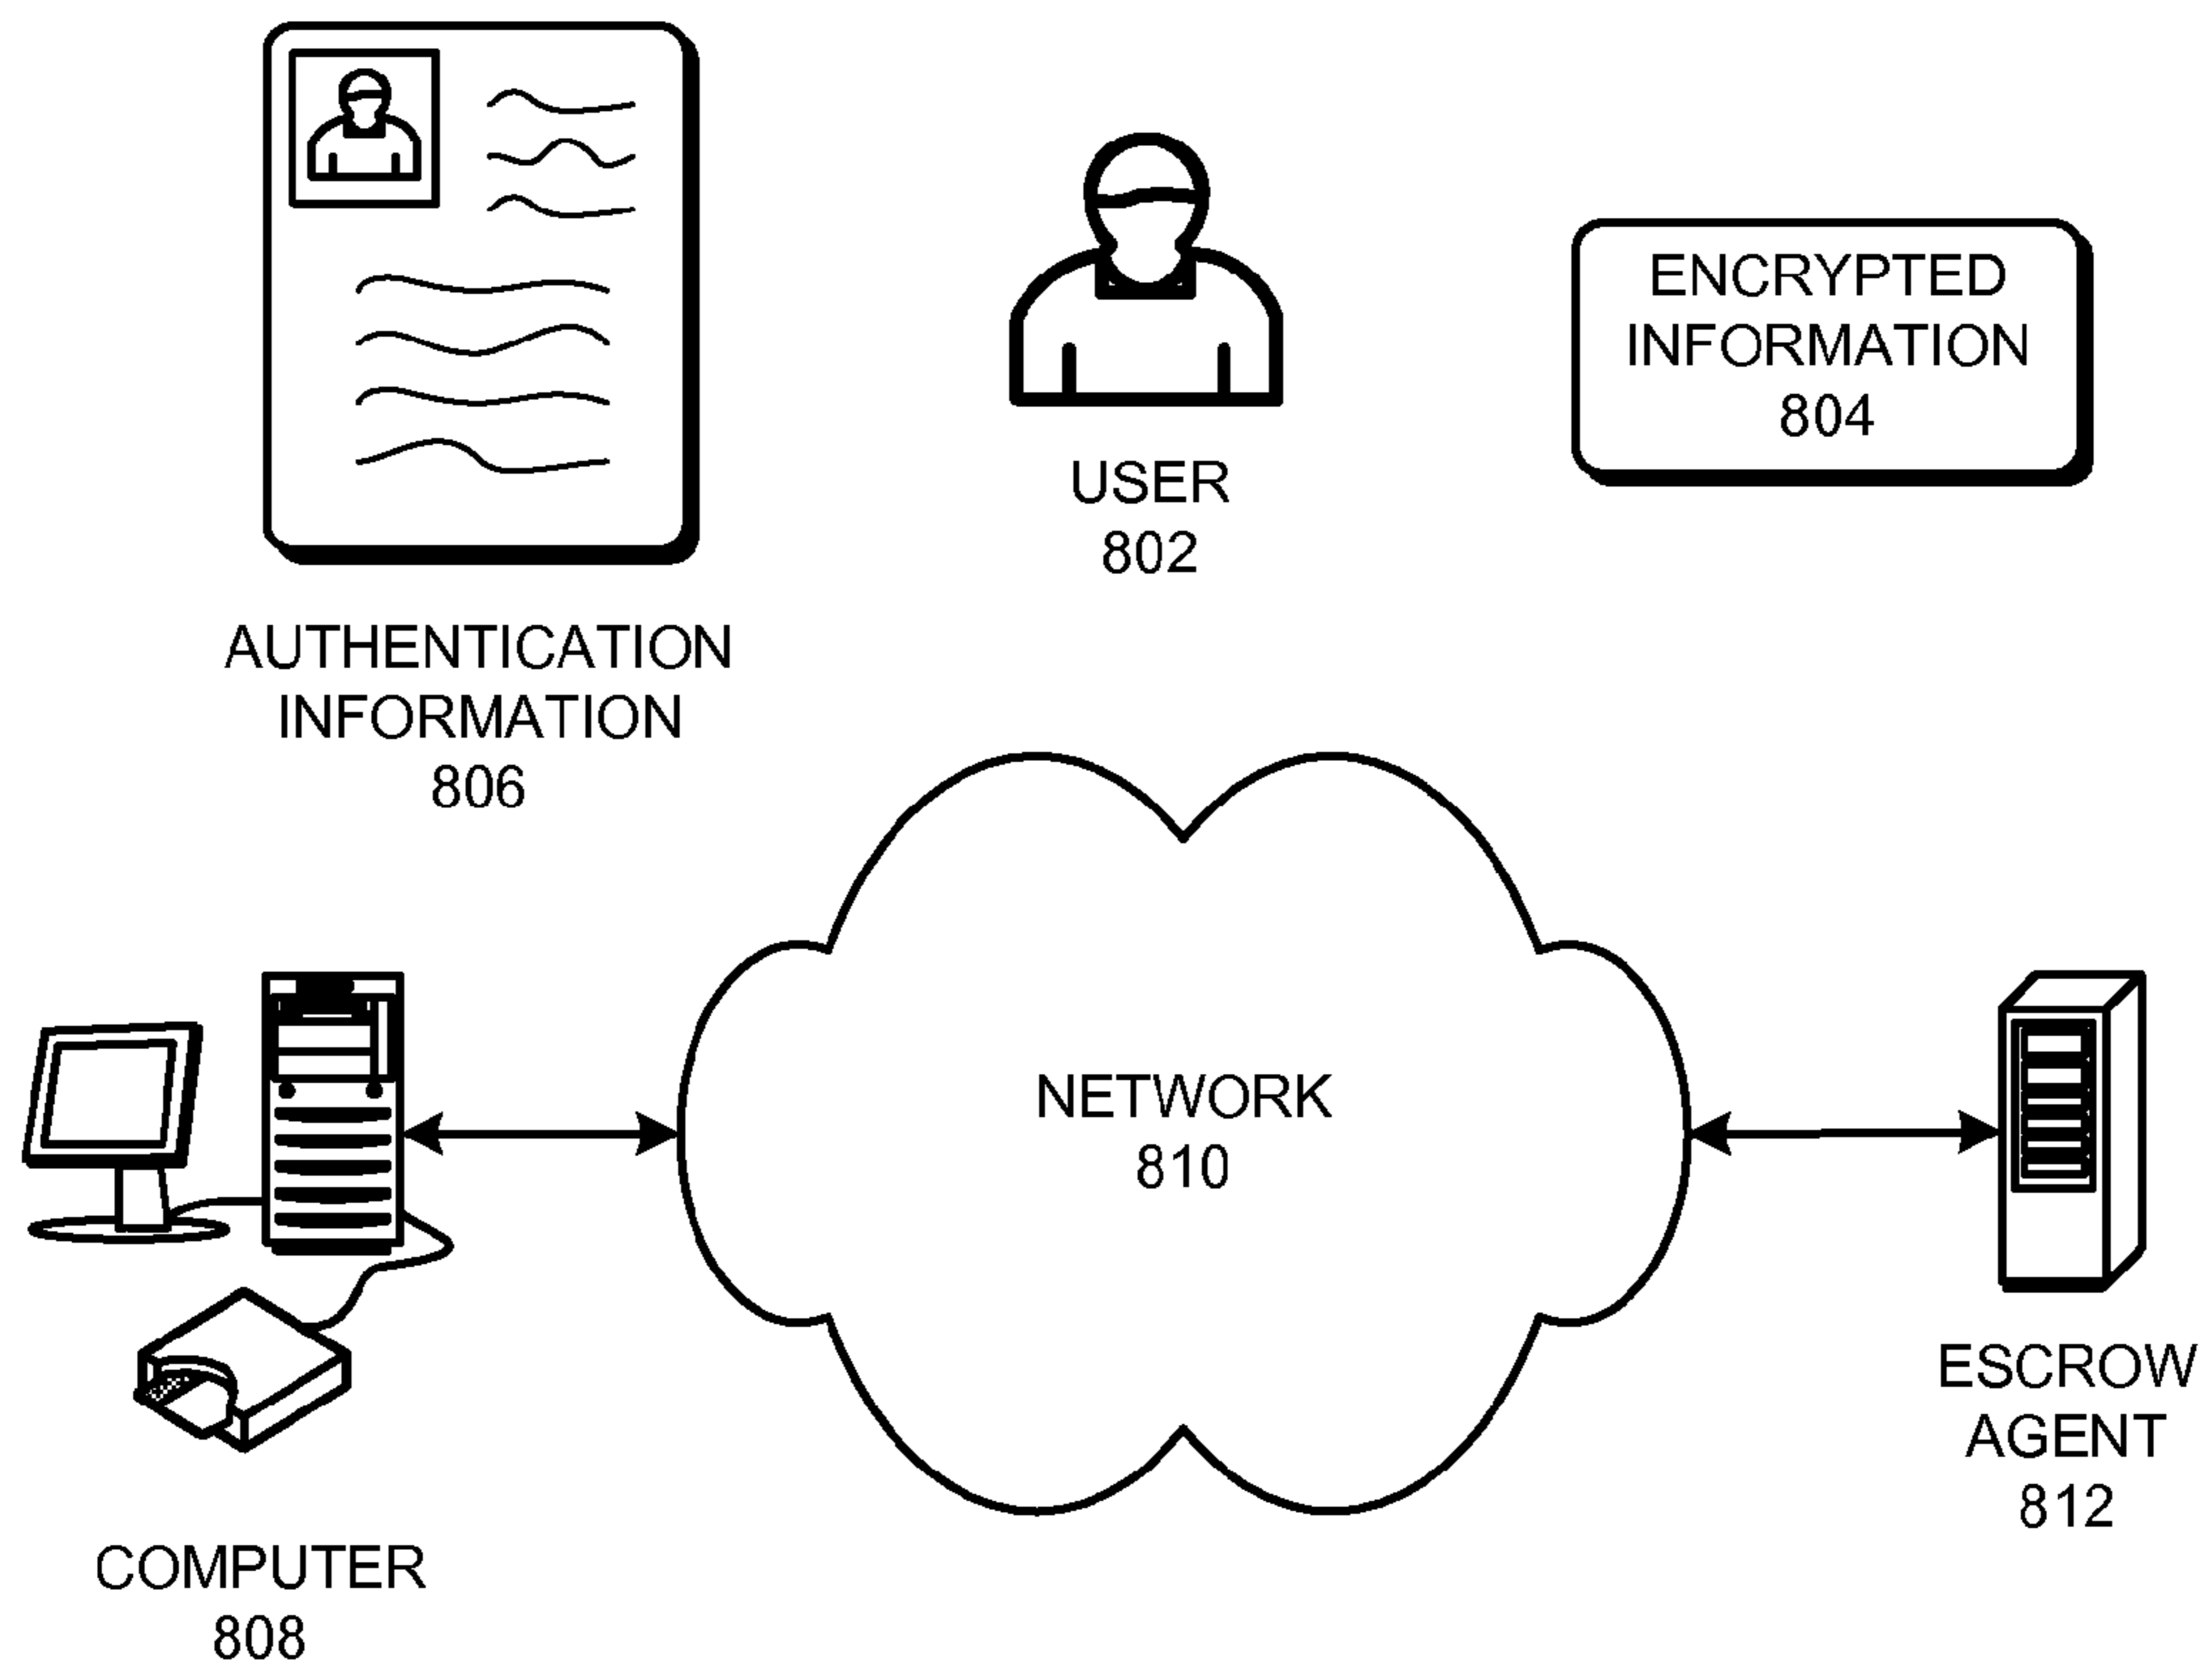 ENCRYPTED
INFORMATION
804
USER
802
AUTHENTICATION
INFORMATION
806
NETWORK
810
ESCROW
AGENT
812
COMPUTER
808